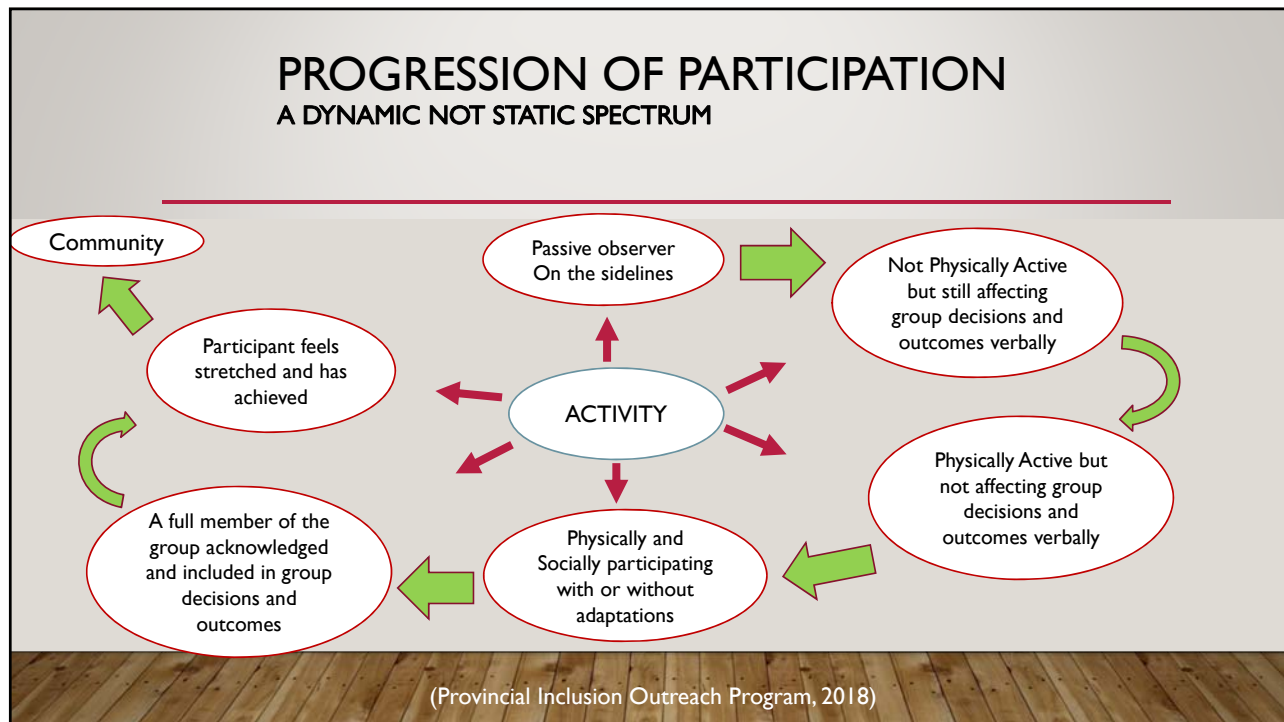 PROGRESSION OF PARTICIPATION
A DYNAMIC NOT STATIC SPECTRUM
Community
Passive observer
On the sidelines
Not Physically Active
but still affecting
group decisions and
outcomes verbally
Participant feels
stretched and has
achieved
ACTIVITY
Physically Active but
not affecting group
decisions and
outcomes verbally
A full member of the
group acknowledged
and included in group
decisions and
outcomes
Physically and
Socially participating
with or without
adaptations
(Provincial Inclusion Outreach Program, 2018)